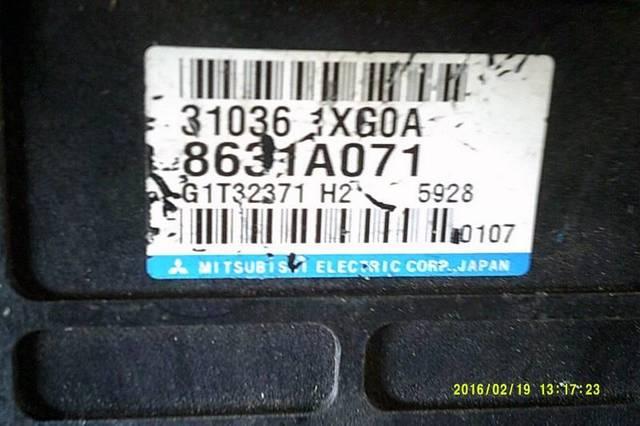 31036 1XG0A
8631A071
G1T32371 H2 5928
0107
MITSUBISHI ELECTRIC CORP. JAPAN
2016/02/19 13:17:23